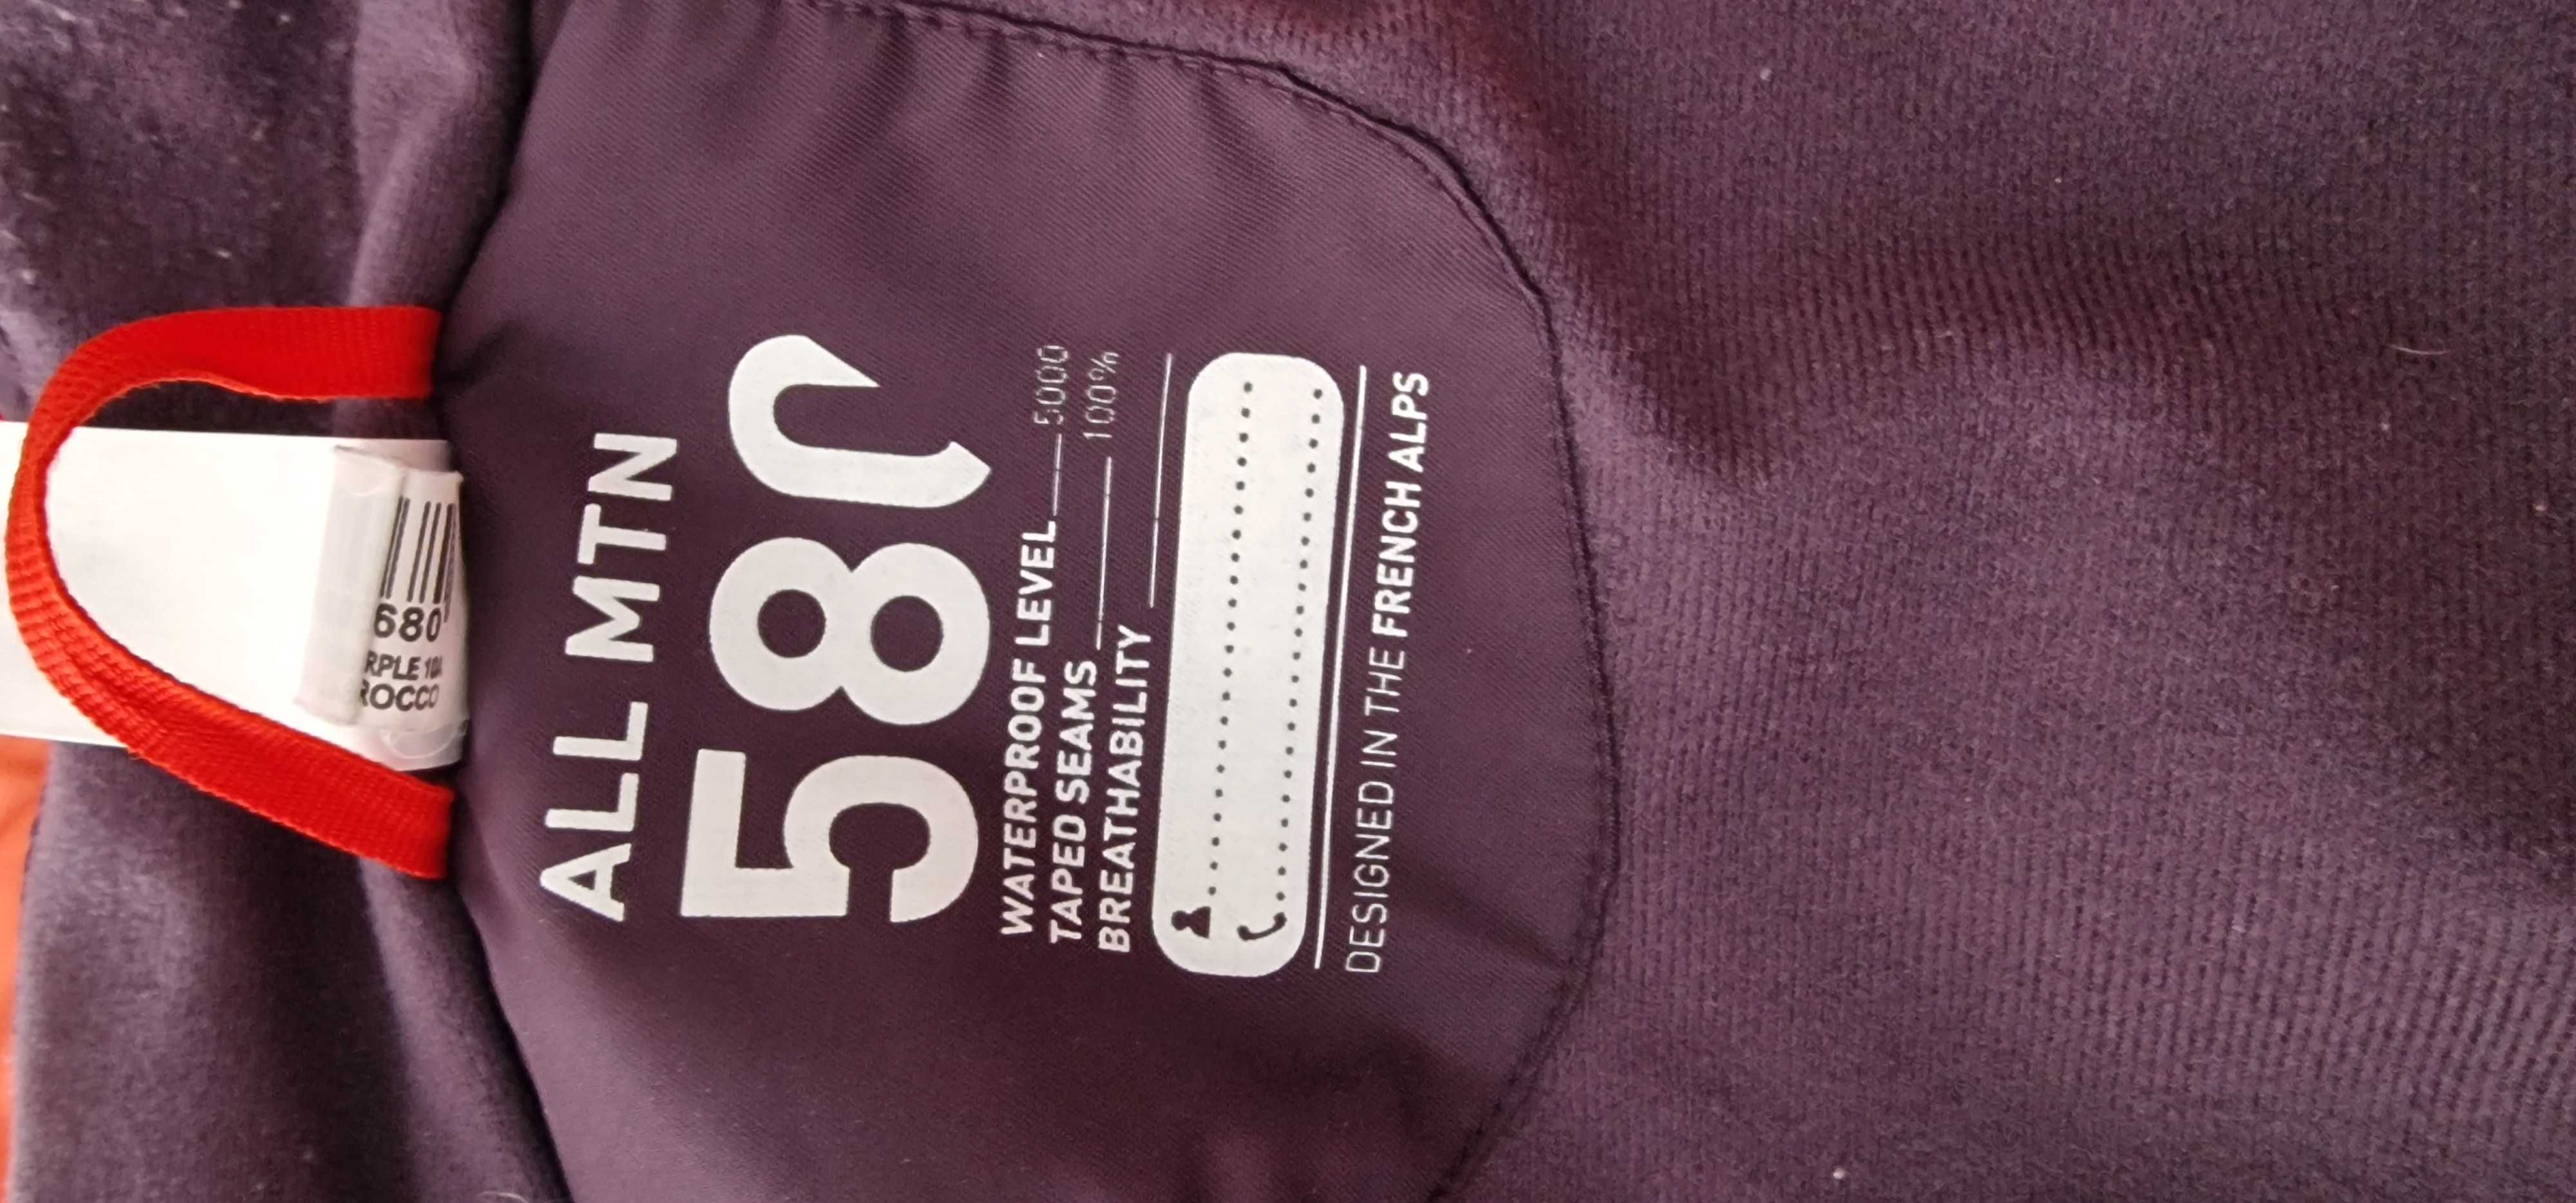 680
ROCCO
ALL MTN
580
WATERPROOF LEVEL 5000
TAPED SEAMS 100%
BREATHABILITY
DESIGNED IN THE FRENCH ALPS